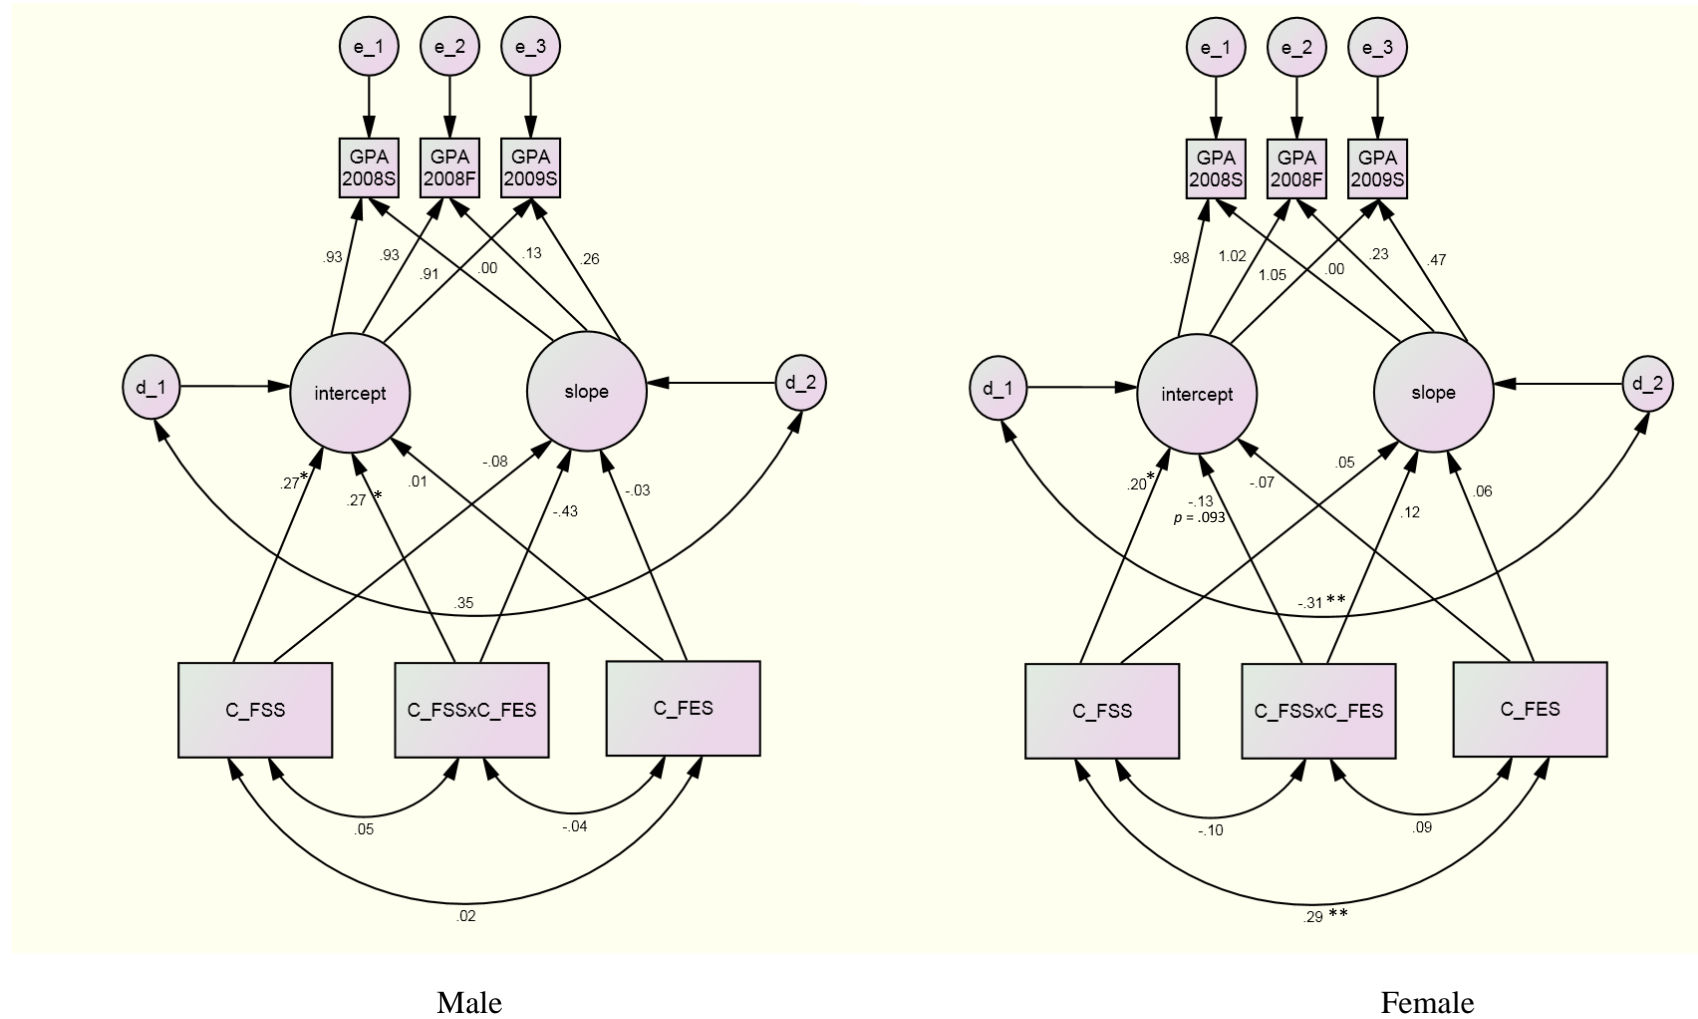 e_1 e_2 e_3
GPA 2008S
GPA 2008F
GPA 2009S
.93
.93
.91
.00
.13
.26
d_1
intercept
slope
d_2
.27*
.27 *
.01
-.08
-.43
-.03
.35
C_FSS
C_FSSxC_FES
C_FES
.05
-.04
.02
Male
e_1 e_2 e_3
GPA 2008S
GPA 2008F
GPA 2009S
.98
1.02
1.05
.00
.23
.47
d_1
intercept
slope
d_2
.20*
-.13
p = .093
-.07
.05
.12
.06
-.31 **
C_FSS
C_FSSxC_FES
C_FES
-.10
.09
.29 **
Female